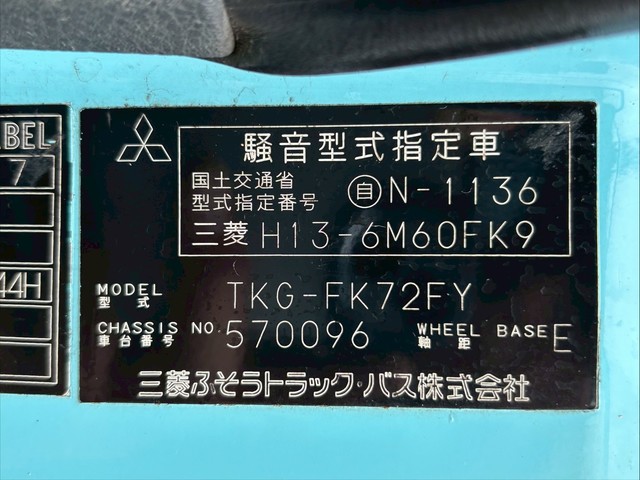 ABEL
7
44H
騒音型式指定車
国土交通省
型式指定番号 自 N-1136
三菱 H13-6M60FK9
MODEL
型式 TKG-FK72FY
CHASSIS NO. 570096 WHEEL BASE E
車台番号 軸距
三菱ふそうトラック・バス株式会社